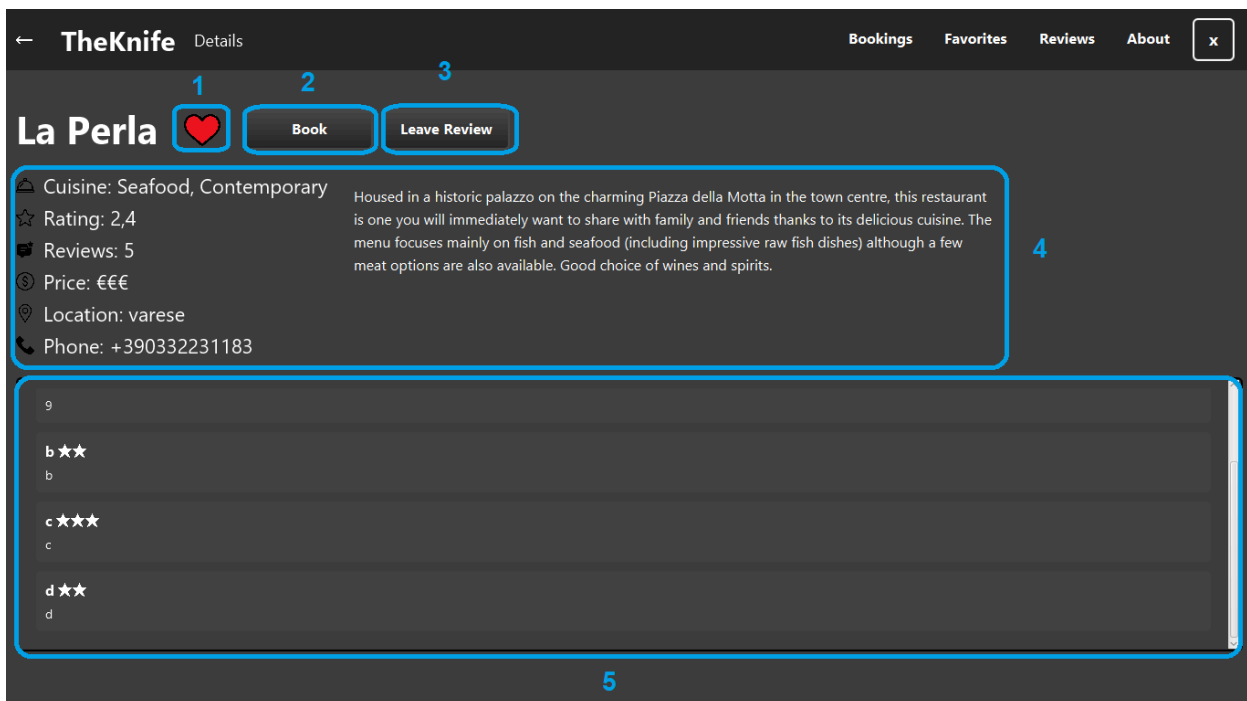 ← TheKnife Details Bookings Favorites Reviews About x
1 2 3
La Perla Book Leave Review
Cuisine: Seafood, Contemporary
Rating: 2,4
Reviews: 5
Price: €€€
Location: varese
Phone: +390332231183
Housed in a historic palazzo on the charming Piazza della Motta in the town centre, this restaurant
is one you will immediately want to share with family and friends thanks to its delicious cuisine. The
menu focuses mainly on fish and seafood (including impressive raw fish dishes) although a few
meat options are also available. Good choice of wines and spirits.
4
9
b ★★
b
c ★★★
c
d ★★
d
5